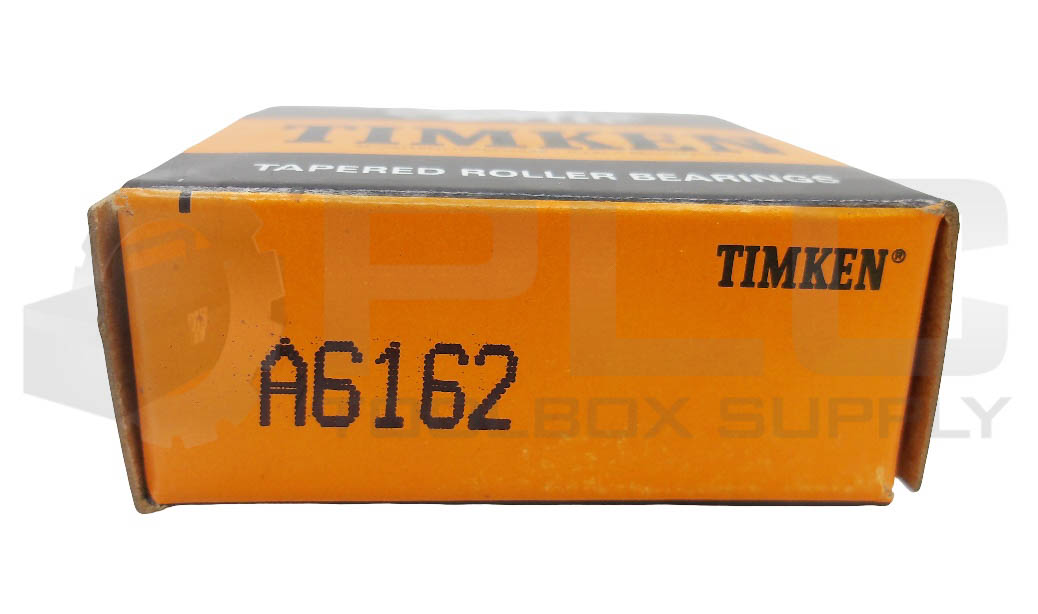 TIMKEN
TAPERED ROLLER BEARINGS
TIMKEN®
A6162
PLC
TOOLBOX SUPPLY